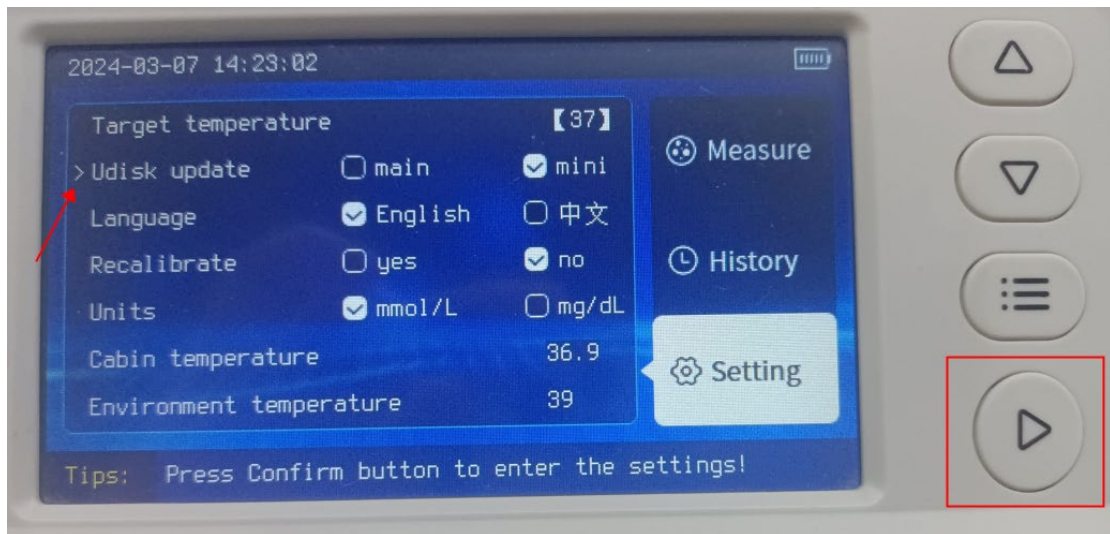 2024-03-07 14:23:02
Target temperature 【37】
>Udisk update main mini
Language English 中文
Recalibrate yes no
Units mmol/L mg/dL
Cabin temperature 36.9
Environment temperature 39
Measure
History
Setting
Tips: Press Confirm button to enter the settings!